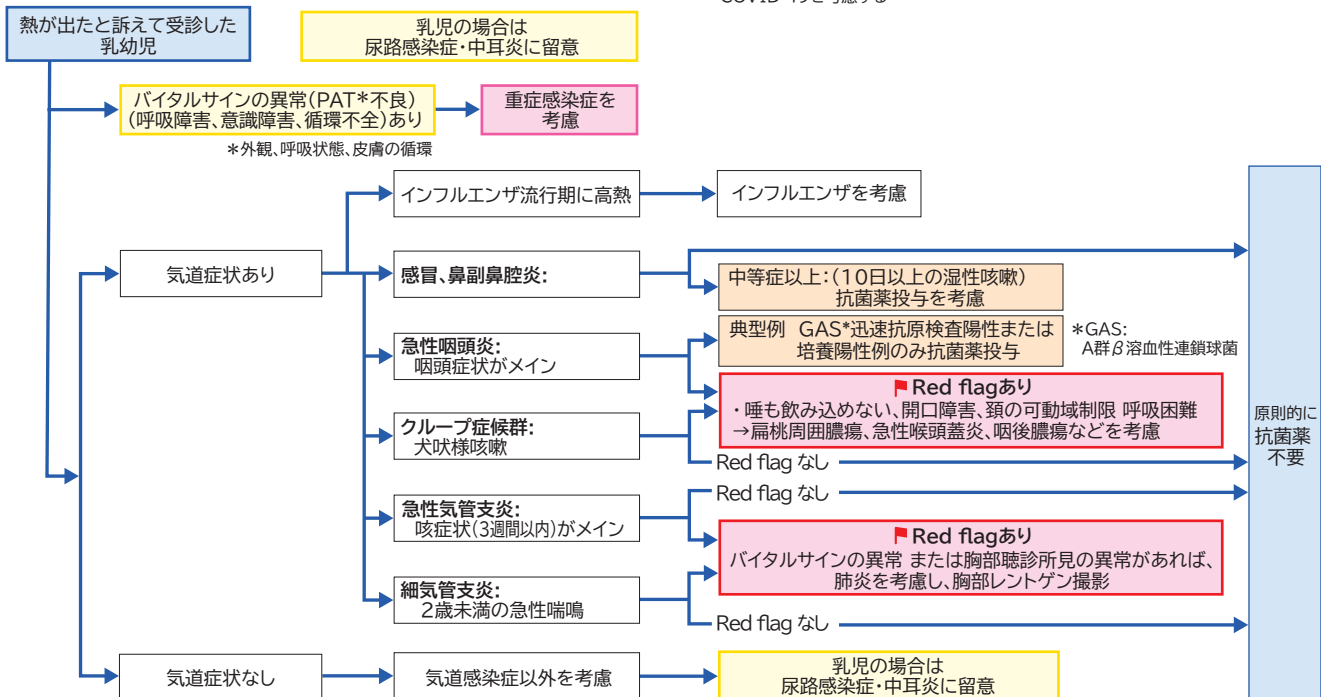 熱が出たと訴えて受診した
乳幼児
乳児の場合は
尿路感染症・中耳炎に留意
バイタルサインの異常(PAT*不良)
(呼吸障害、意識障害、循環不全)あり
重症感染症を
考慮
*外観、呼吸状態、皮膚の循環
気道症状あり
インフルエンザ流行期に高熱
インフルエンザを考慮
感冒、鼻副鼻腔炎:
中等症以上:(10日以上の湿性咳嗽)
抗菌薬投与を考慮
急性咽頭炎:
咽頭症状がメイン
典型例 GAS*迅速抗原検査陽性または
培養陽性例のみ抗菌薬投与
*GAS:
A群β溶血性連鎖球菌
Red flagあり
・唾も飲み込めない、開口障害、頚の可動域制限 呼吸困難
→扁桃周囲膿瘍、急性喉頭蓋炎、咽後膿瘍などを考慮
クループ症候群:
犬吠様咳嗽
Red flag なし
急性気管支炎:
咳症状(3週間以内)がメイン
Red flag なし
Red flagあり
バイタルサインの異常 または胸部聴診所見の異常があれば、
肺炎を考慮し、胸部レントゲン撮影
細気管支炎:
2歳未満の急性喘鳴
Red flag なし
原則的に
抗菌薬
不要
気道症状なし
気道感染症以外を考慮
乳児の場合は
尿路感染症・中耳炎に留意